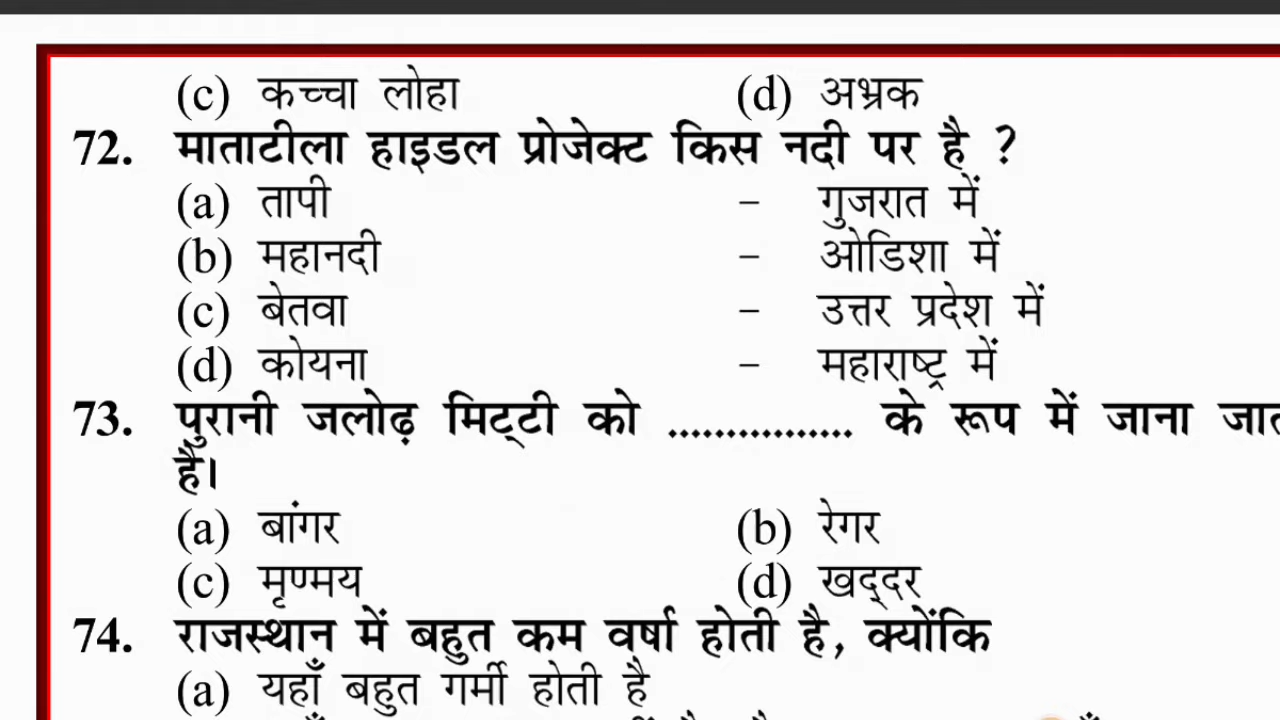 (c) कच्चा लोहा (d) अभ्रक
72. माताटीला हाइडल प्रोजेक्ट किस नदी पर है ?
(a) तापी – गुजरात में
(b) महानदी – ओडिशा में
(c) बेतवा – उत्तर प्रदेश में
(d) कोयना – महाराष्ट्र में
73. पुरानी जलोढ़ मिट्टी को ................ के रूप में जाना
है।
(a) बांगर (b) रेगर
(c) मृण्मय (d) खद्दर
74. राजस्थान में बहुत कम वर्षा होती है, क्योंकि
(a) यहाँ बहुत गर्मी होती है